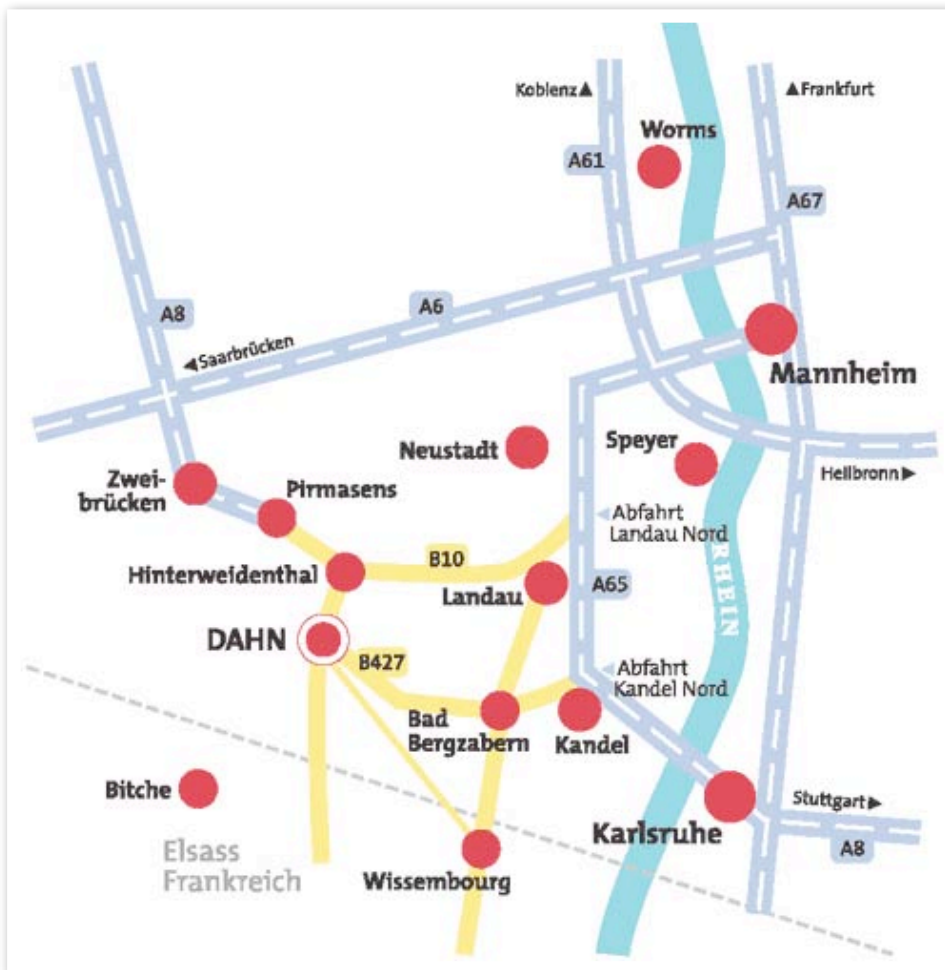 Koblenz▲
▲Frankfurt
Worms
A61
A67
A8
A6
◄Saarbrücken
Mannheim
Neustadt
Speyer
Heilbronn►
Zwei-
brücken
Pirmasens
◄Abfahrt
Landau Nord
B10
Hinterweidenthal
Landau
A65
RHEIN
DAHN
B427
◄Abfahrt
Kandel Nord
Bad
Bergzabern
Kandel
Bitche
Stuttgart►
Karlsruhe
A8
Elsass
Frankreich
Wissembourg